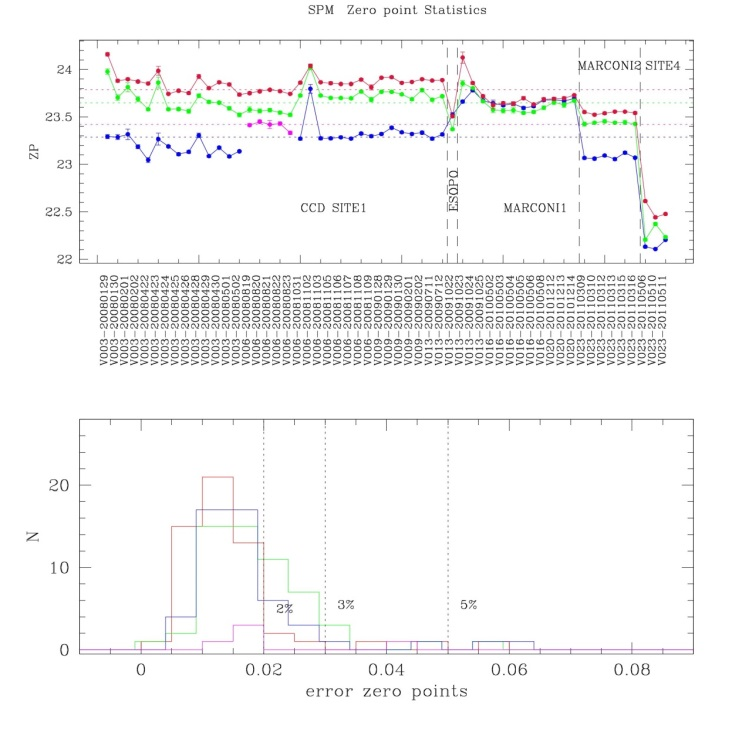 SPM Zero point Statistics
MARCONI2 SITE4
24
23.5
23
22.5
22
ZP
CCD SITE1
ESOPO
MARCONI1
V003-20080129
V003-20080130
V003-20080201
V003-20080202
V003-20080422
V003-20080423
V003-20080424
V003-20080425
V003-20080426
V003-20080428
V003-20080429
V003-20080430
V003-20080501
V003-20080502
V006-20080819
V006-20080820
V006-20080821
V006-20080822
V006-20080823
V006-20081031
V006-20081102
V006-20081103
V006-20081105
V006-20081106
V006-20081107
V006-20081108
V006-20081109
V009-20090128
V009-20090129
V009-20090130
V009-20090201
V009-20090202
V013-20090711
V013-20090712
V013-20091022
V013-20091023
V013-20091024
V013-20091025
V016-20100502
V016-20100503
V016-20100504
V016-20100505
V016-20100506
V016-20100508
V020-20101212
V020-20101213
V020-20101214
V023-20110309
V023-20110310
V023-20110312
V023-20110313
V023-20110315
V023-20110316
V023-20110506
V023-20110510
V023-20110511
20
10
0
N
2%
3%
5%
0 0.02 0.04 0.06 0.08
error zero points